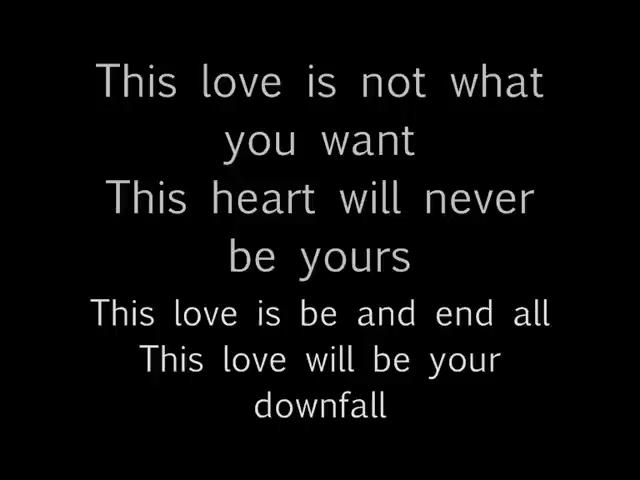 This love is not what
you want
This heart will never
be yours
This love is be and end all
This love will be your
downfall